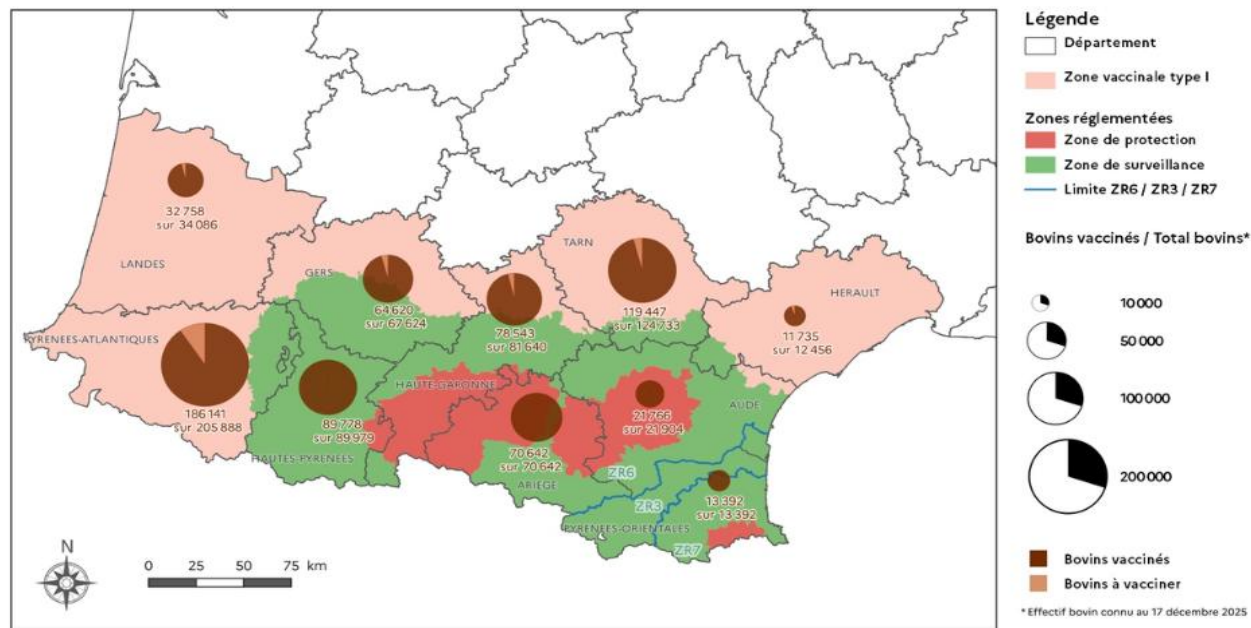 32 758
sur 34 086
LANDES
GERS
64 620
sur 67 624
TARN
78 543
sur 81 640
119 447
sur 124 733
HERAULT
11 735
sur 12 456
PYRENEES-ATLANTIQUES
186 141
sur 205 888
89 778
sur 89 979
HAUTES-PYRENEES
HAUTE-GARONNE
70 642
sur 70 642
ARIEGE
21 766
sur 21 904
AUDE
ZR6
ZR3
13 392
sur 13 392
PYRENEES-ORIENTALES
ZR7
N
0 25 50 75 km
Légende
Département
Zone vaccinale type I
Zones réglementées
Zone de protection
Zone de surveillance
Limite ZR6 / ZR3 / ZR7
Bovins vaccinés / Total bovins*
10 000
50 000
100 000
200 000
Bovins vaccinés
Bovins à vacciner
* Effectif bovin connu au 17 décembre 2025